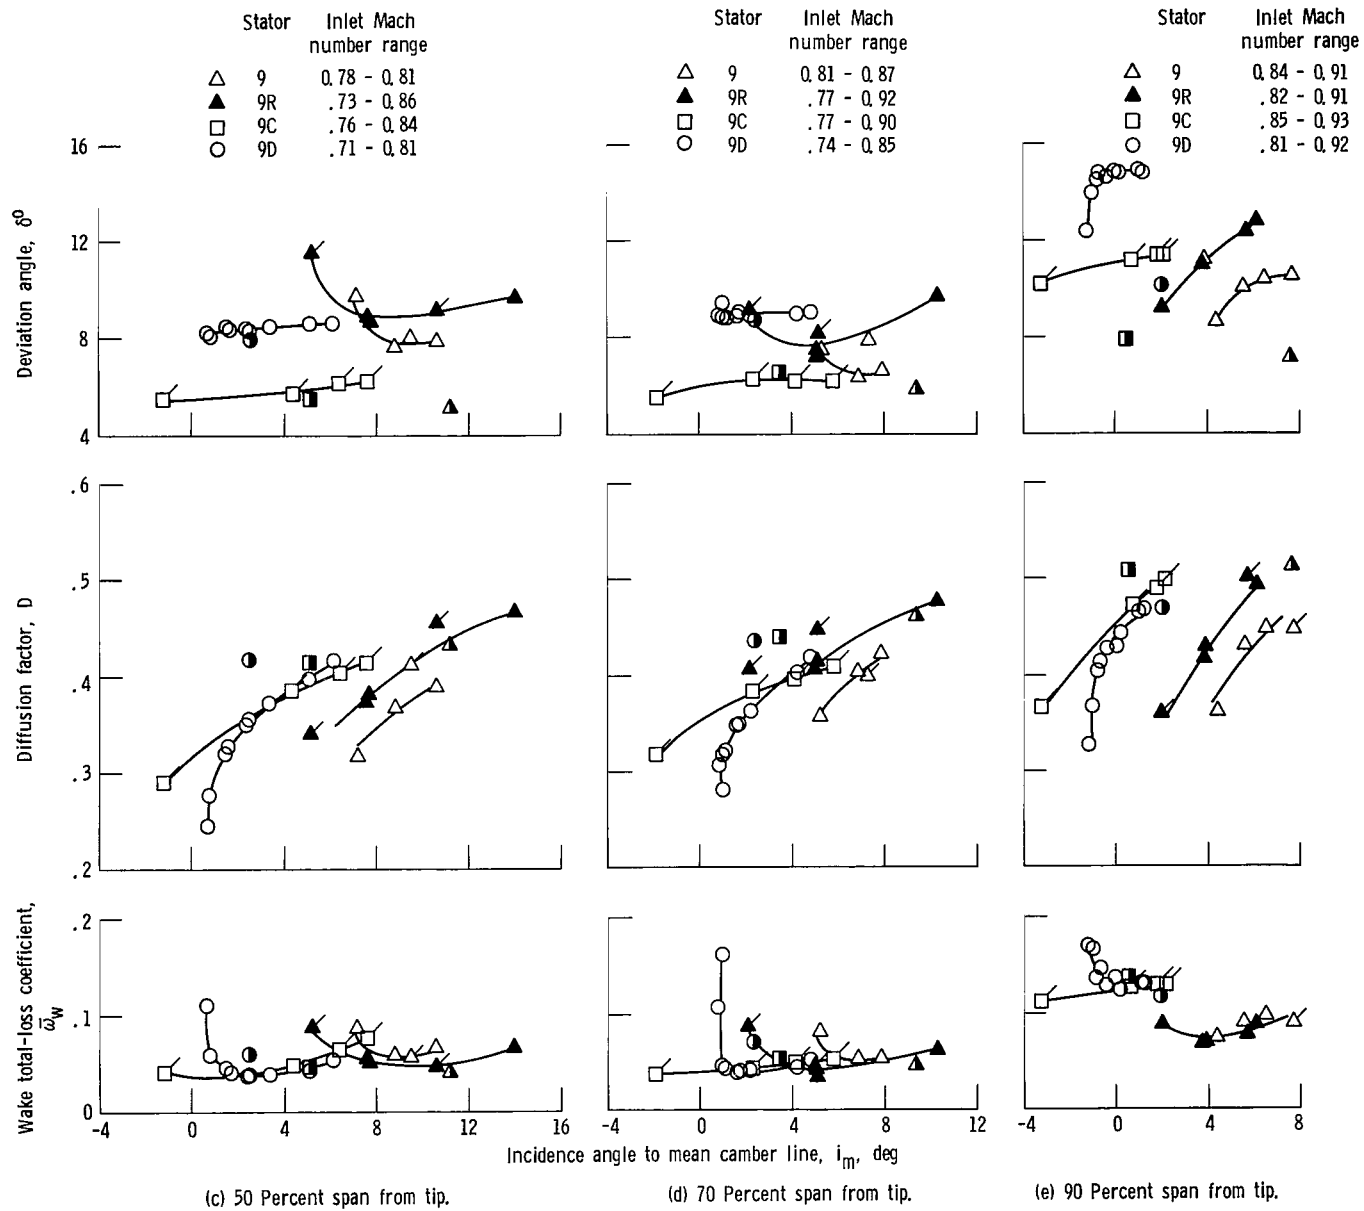 Stator Inlet Mach number range
△ 9 0.78 - 0.81
▲ 9R .73 - 0.86
□ 9C .76 - 0.84
○ 9D .71 - 0.81
Stator Inlet Mach number range
△ 9 0.81 - 0.87
▲ 9R .77 - 0.92
□ 9C .77 - 0.90
○ 9D .74 - 0.85
Stator Inlet Mach number range
△ 9 0.84 - 0.91
▲ 9R .82 - 0.91
□ 9C .85 - 0.93
○ 9D .81 - 0.92
Deviation angle, δ°
16
12
8
4
Diffusion factor, D
.6
.5
.4
.3
.2
Wake total-loss coefficient,
ω̅w
.2
.1
0
-4 0 4 8 12 16
-4 0 4 8 12
-4 0 4 8
Incidence angle to mean camber line, im, deg
(c) 50 Percent span from tip.
(d) 70 Percent span from tip.
(e) 90 Percent span from tip.